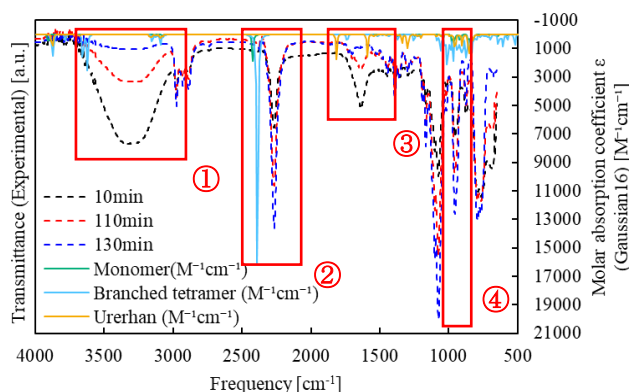 Transmittance (Experimental) [a.u.]
-1000
1000
3000
5000
7000
9000
11000
13000
15000
17000
19000
21000
Molar absorption coefficient ε
(Gaussian16) [M⁻¹cm⁻¹]
①
②
③
④
10min
110min
130min
Monomer(M⁻¹cm⁻¹)
Branched tetramer (M⁻¹cm⁻¹)
Urerhan (M⁻¹cm⁻¹)
4000 3500 3000 2500 2000 1500 1000 500
Frequency [cm⁻¹]